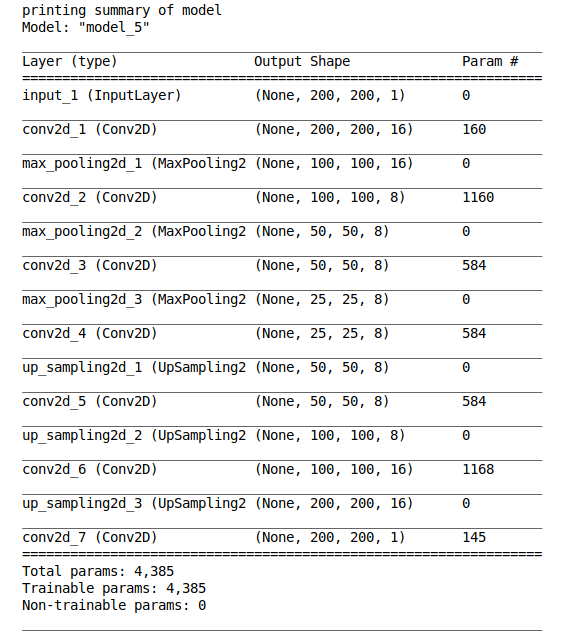 printing summary of model
Model: "model_5"
Layer (type) Output Shape Param #
input_1 (InputLayer) (None, 200, 200, 1) 0
conv2d_1 (Conv2D) (None, 200, 200, 16) 160
max_pooling2d_1 (MaxPooling2 (None, 100, 100, 16) 0
conv2d_2 (Conv2D) (None, 100, 100, 8) 1160
max_pooling2d_2 (MaxPooling2 (None, 50, 50, 8) 0
conv2d_3 (Conv2D) (None, 50, 50, 8) 584
max_pooling2d_3 (MaxPooling2 (None, 25, 25, 8) 0
conv2d_4 (Conv2D) (None, 25, 25, 8) 584
up_sampling2d_1 (UpSampling2 (None, 50, 50, 8) 0
conv2d_5 (Conv2D) (None, 50, 50, 8) 584
up_sampling2d_2 (UpSampling2 (None, 100, 100, 8) 0
conv2d_6 (Conv2D) (None, 100, 100, 16) 1168
up_sampling2d_3 (UpSampling2 (None, 200, 200, 16) 0
conv2d_7 (Conv2D) (None, 200, 200, 1) 145
Total params: 4,385
Trainable params: 4,385
Non-trainable params: 0